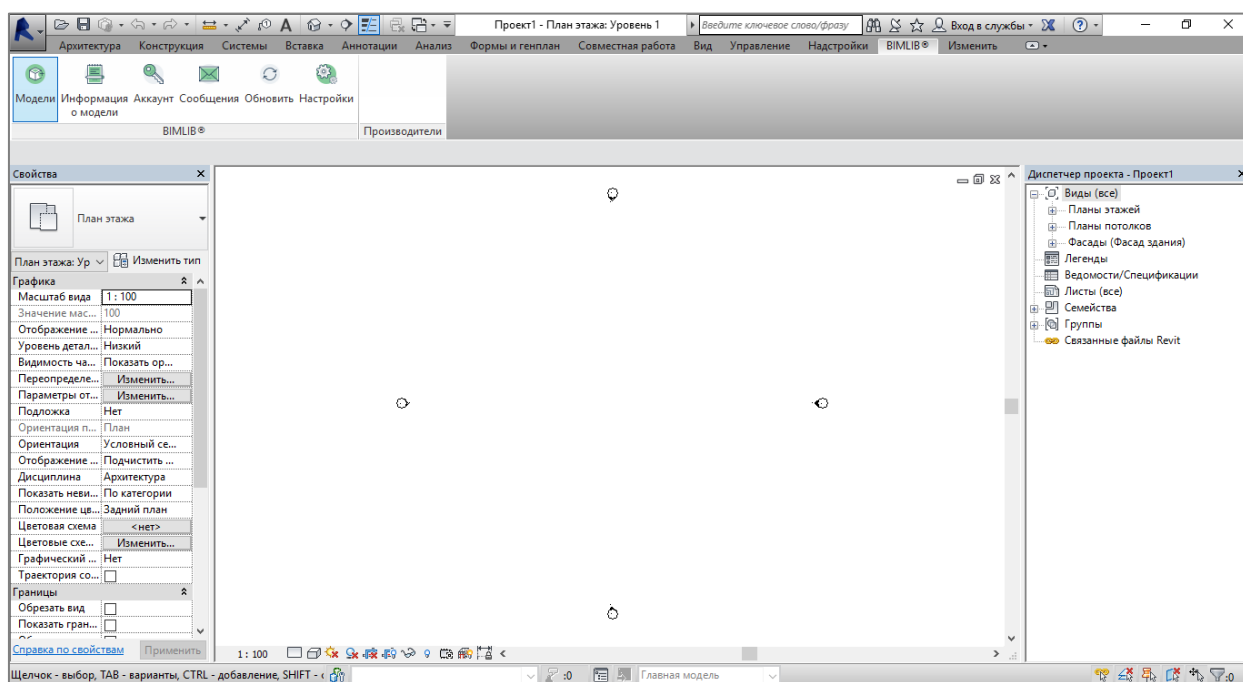 Проект1 - План этажа: Уровень 1
Введите ключевое слово/фразу
Вход в службы
Архитектура Конструкция Системы Вставка Аннотации Анализ Формы и генплан Совместная работа Вид Управление Надстройки BIMLIB® Изменить
Модели Информация Аккаунт Сообщения Обновить Настройки
о модели
BIMLIB® Производители
Свойства
План этажа
План этажа: Ур Изменить тип
Графика
Масштаб вида 1 : 100
Значение мас... 100
Отображение ... Нормально
Уровень детал... Низкий
Видимость ча... Показать ор...
Переопределе... Изменить...
Параметры от... Изменить...
Подложка Нет
Ориентация п... План
Ориентация Условный се...
Отображение ... Подчистить ...
Дисциплина Архитектура
Показать неви... По категории
Положение цв... Задний план
Цветовая схема <нет>
Цветовые схе... Изменить...
Графический ... Нет
Траектория со...
Границы
Обрезать вид
Показать гран...
Справка по свойствам Применить
1 : 100
Диспетчер проекта - Проект1
Виды (все)
Планы этажей
Планы потолков
Фасады (Фасад здания)
Легенды
Ведомости/Спецификации
Листы (все)
Семейства
Группы
Связанные файлы Revit
Щелчок - выбор, TAB - варианты, CTRL - добавление, SHIFT - с
:0
Главная модель
:0